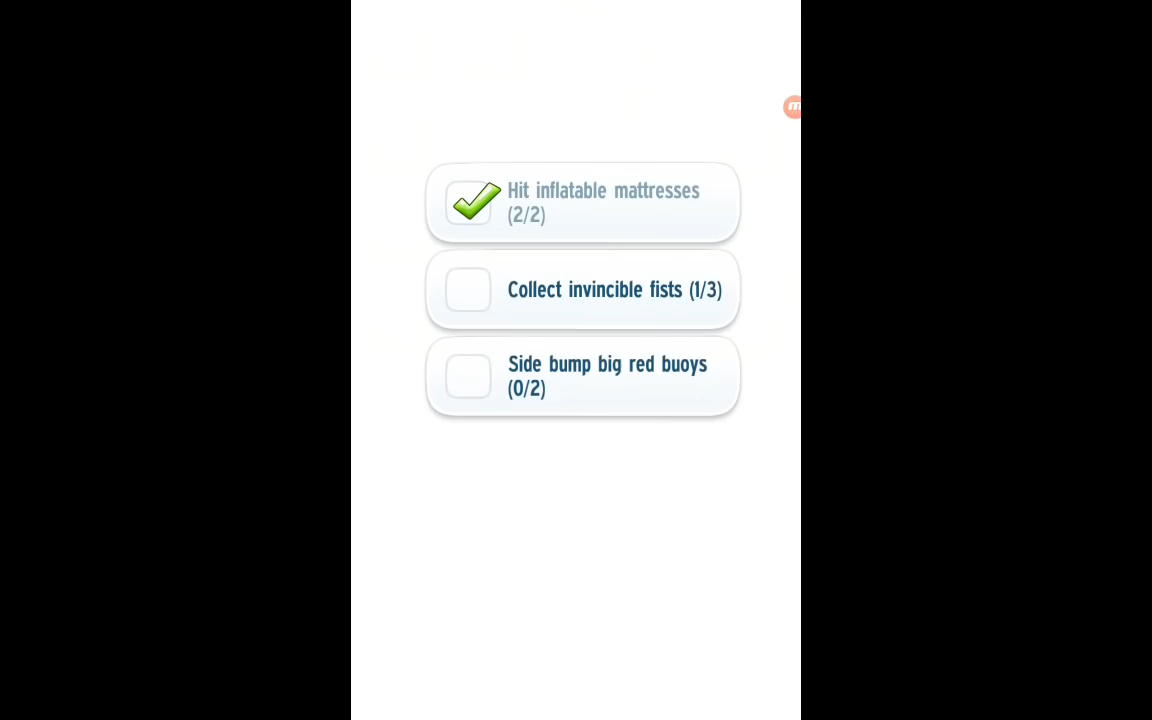 Hit inflatable mattresses
(2/2)
Collect invincible fists (1/3)
Side bump big red buoys
(0/2)